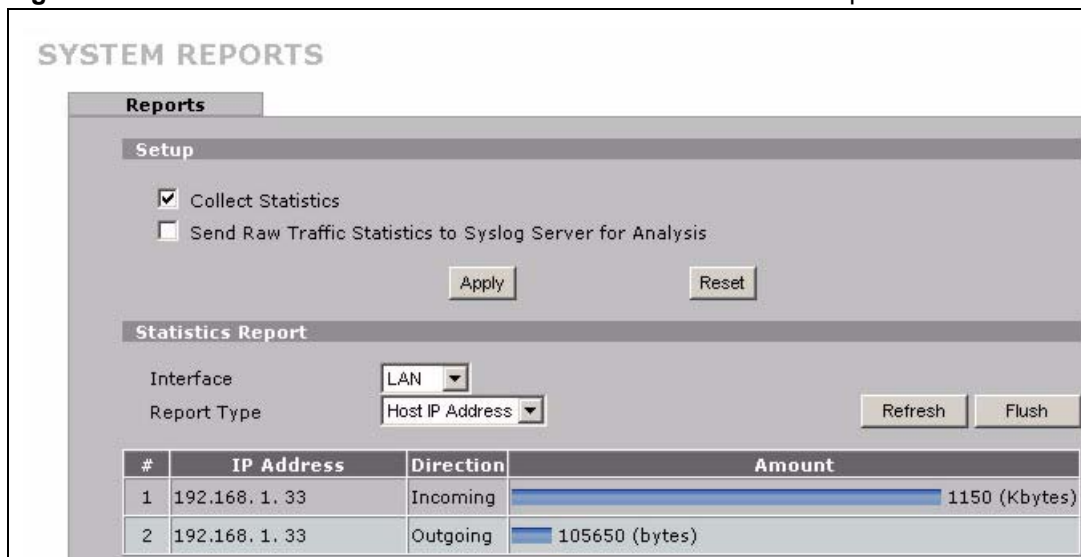 SYSTEM REPORTS
Reports
Setup
Collect Statistics
Send Raw Traffic Statistics to Syslog Server for Analysis
Apply Reset
Statistics Report
Interface LAN
Report Type Host IP Address Refresh Flush
# IP Address Direction Amount
1 192.168. 1. 33 Incoming 1150 (Kbytes)
2 192.168. 1. 33 Outgoing 105650 (bytes)